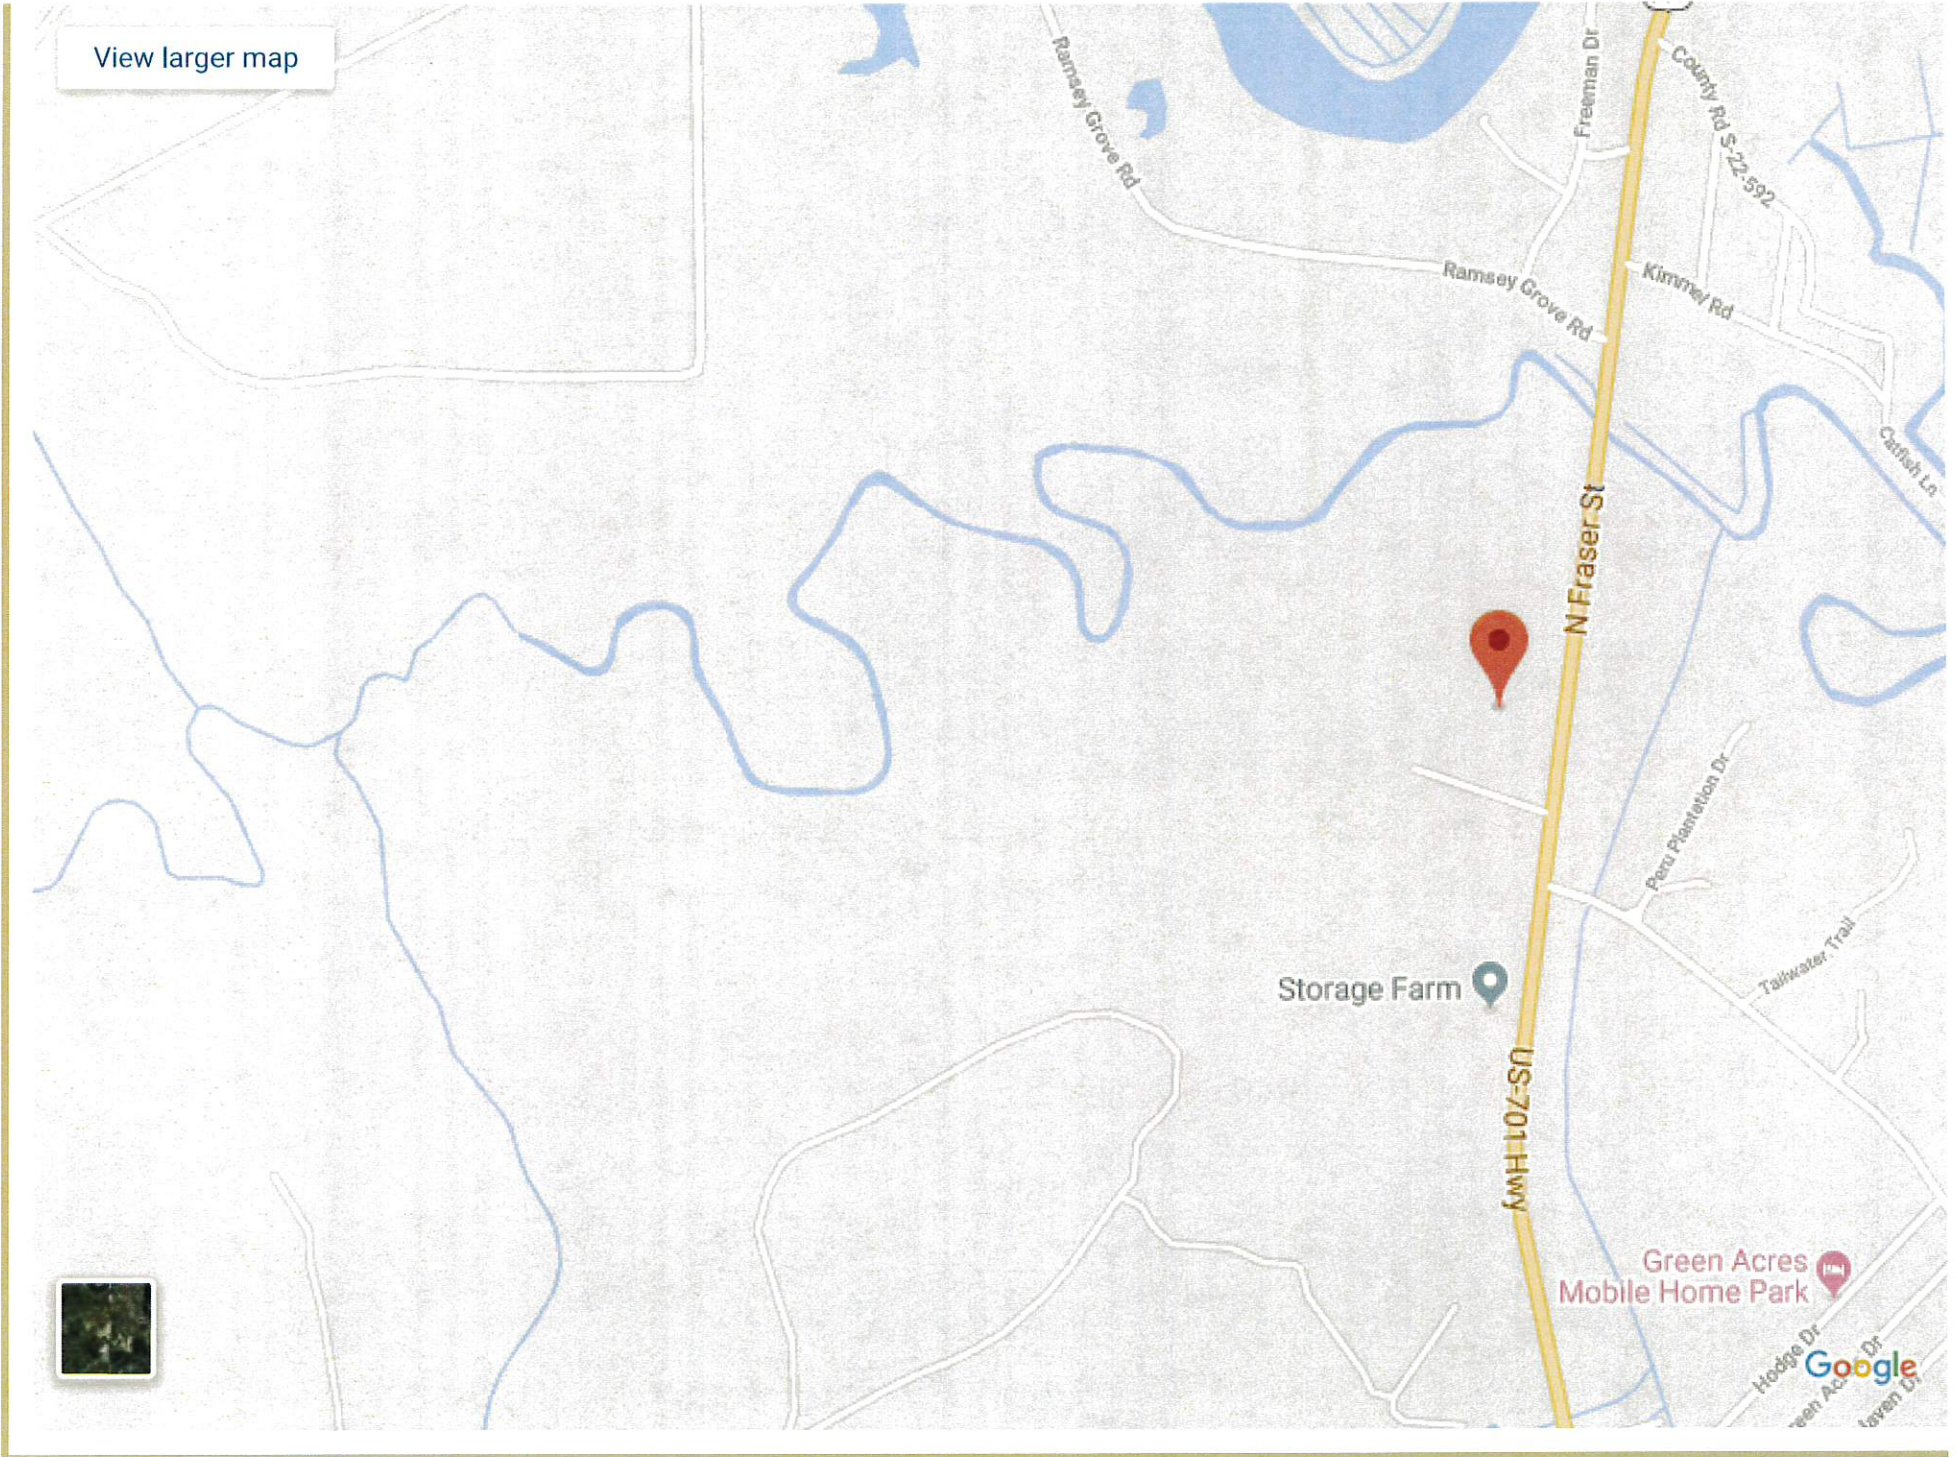 View larger map
Ramsey Grove Rd
Freeman Dr
County Rd S-22-592
Ramsey Grove Rd
Kimmel Rd
Catfish Ln
N Fraser St
Peru Plantation Dr
Storage Farm
Tailwater Trail
US-701 Hwy
Green Acres
Mobile Home Park
Hodge Dr
Google
Dr